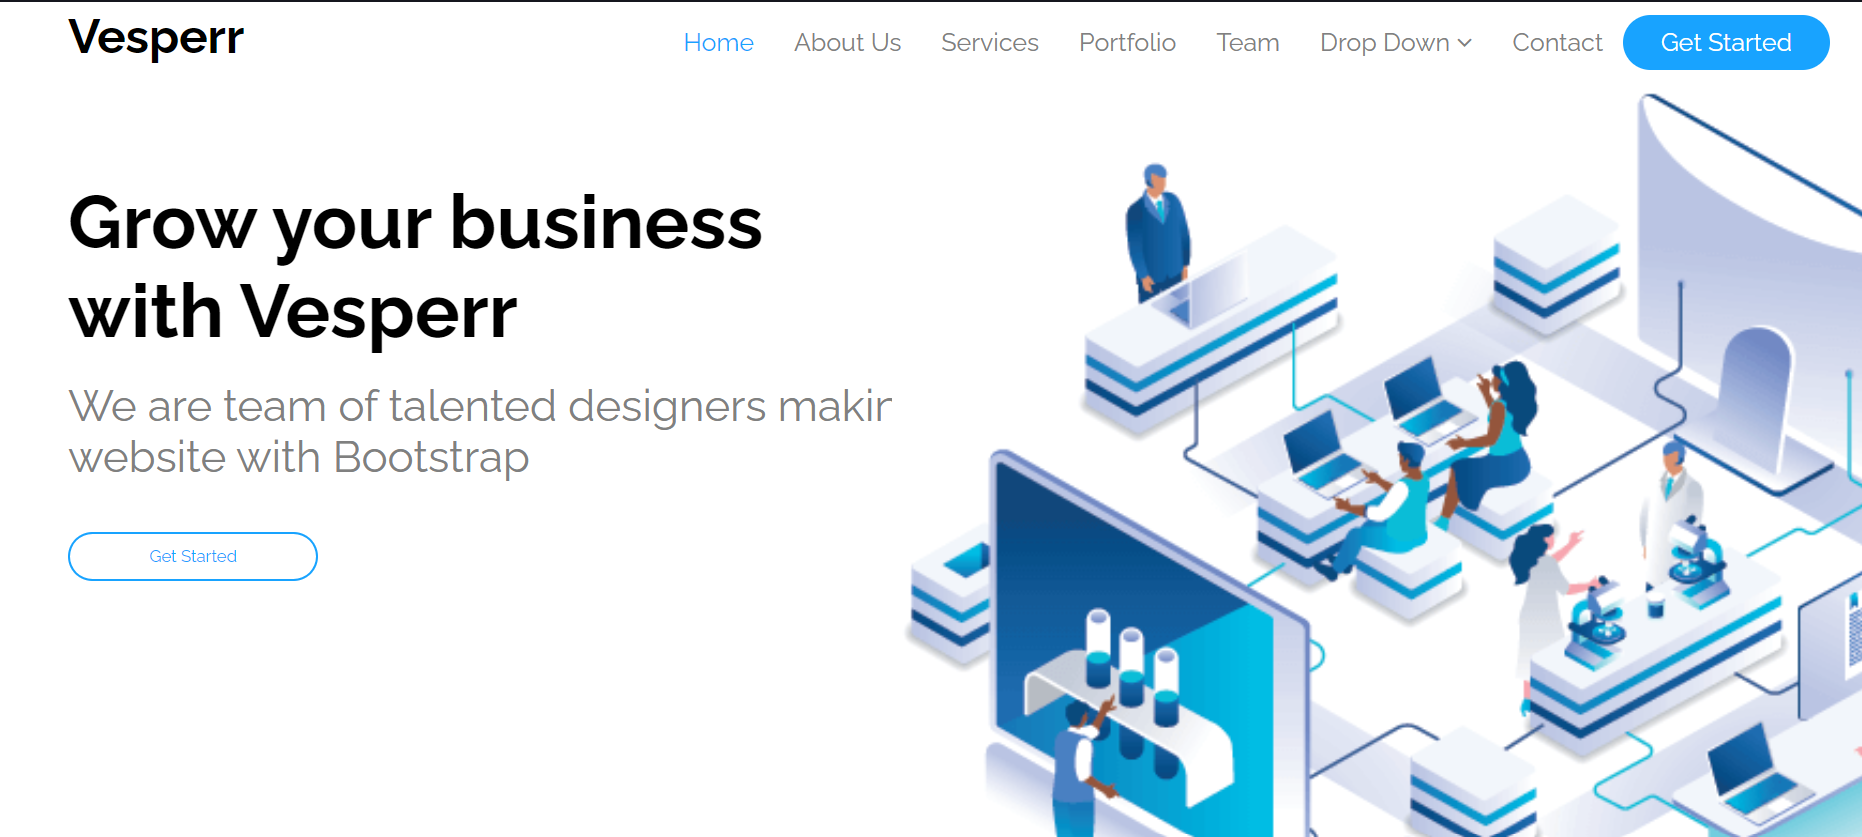 Vesperr
Home About Us Services Portfolio Team Drop Down Contact Get Started
Grow your business
with Vesperr
We are team of talented designers makin
website with Bootstrap
Get Started